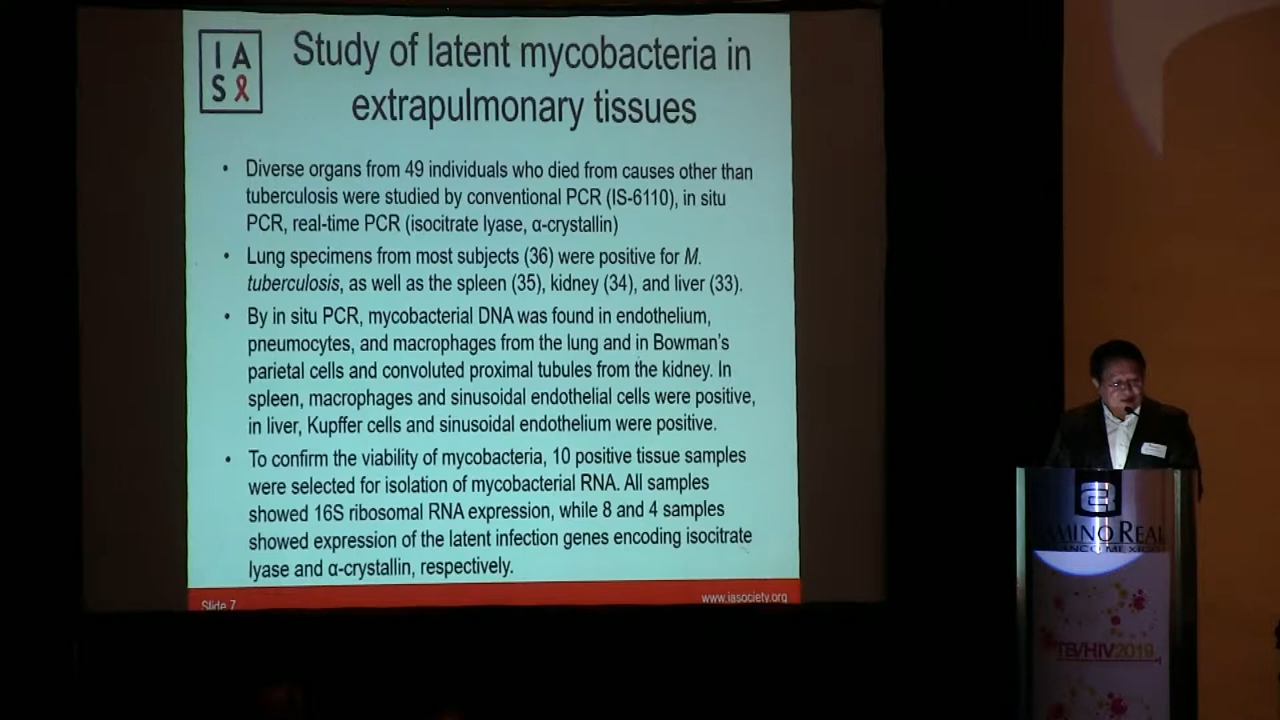 I A
S
Study of latent mycobacteria in
extrapulmonary tissues
• Diverse organs from 49 individuals who died from causes other than
tuberculosis were studied by conventional PCR (IS-6110), in situ
PCR, real-time PCR (isocitrate lyase, α-crystallin)
• Lung specimens from most subjects (36) were positive for M.
tuberculosis, as well as the spleen (35), kidney (34), and liver (33).
• By in situ PCR, mycobacterial DNA was found in endothelium,
pneumocytes, and macrophages from the lung and in Bowman's
parietal cells and convoluted proximal tubules from the kidney. In
spleen, macrophages and sinusoidal endothelial cells were positive,
in liver, Kupffer cells and sinusoidal endothelium were positive.
• To confirm the viability of mycobacteria, 10 positive tissue samples
were selected for isolation of mycobacterial RNA. All samples
showed 16S ribosomal RNA expression, while 8 and 4 samples
showed expression of the latent infection genes encoding isocitrate
lyase and α-crystallin, respectively.
Slide 7
www.iasociety.org
AMINO REAL
ANCO MEXICO
TB/HIV2019